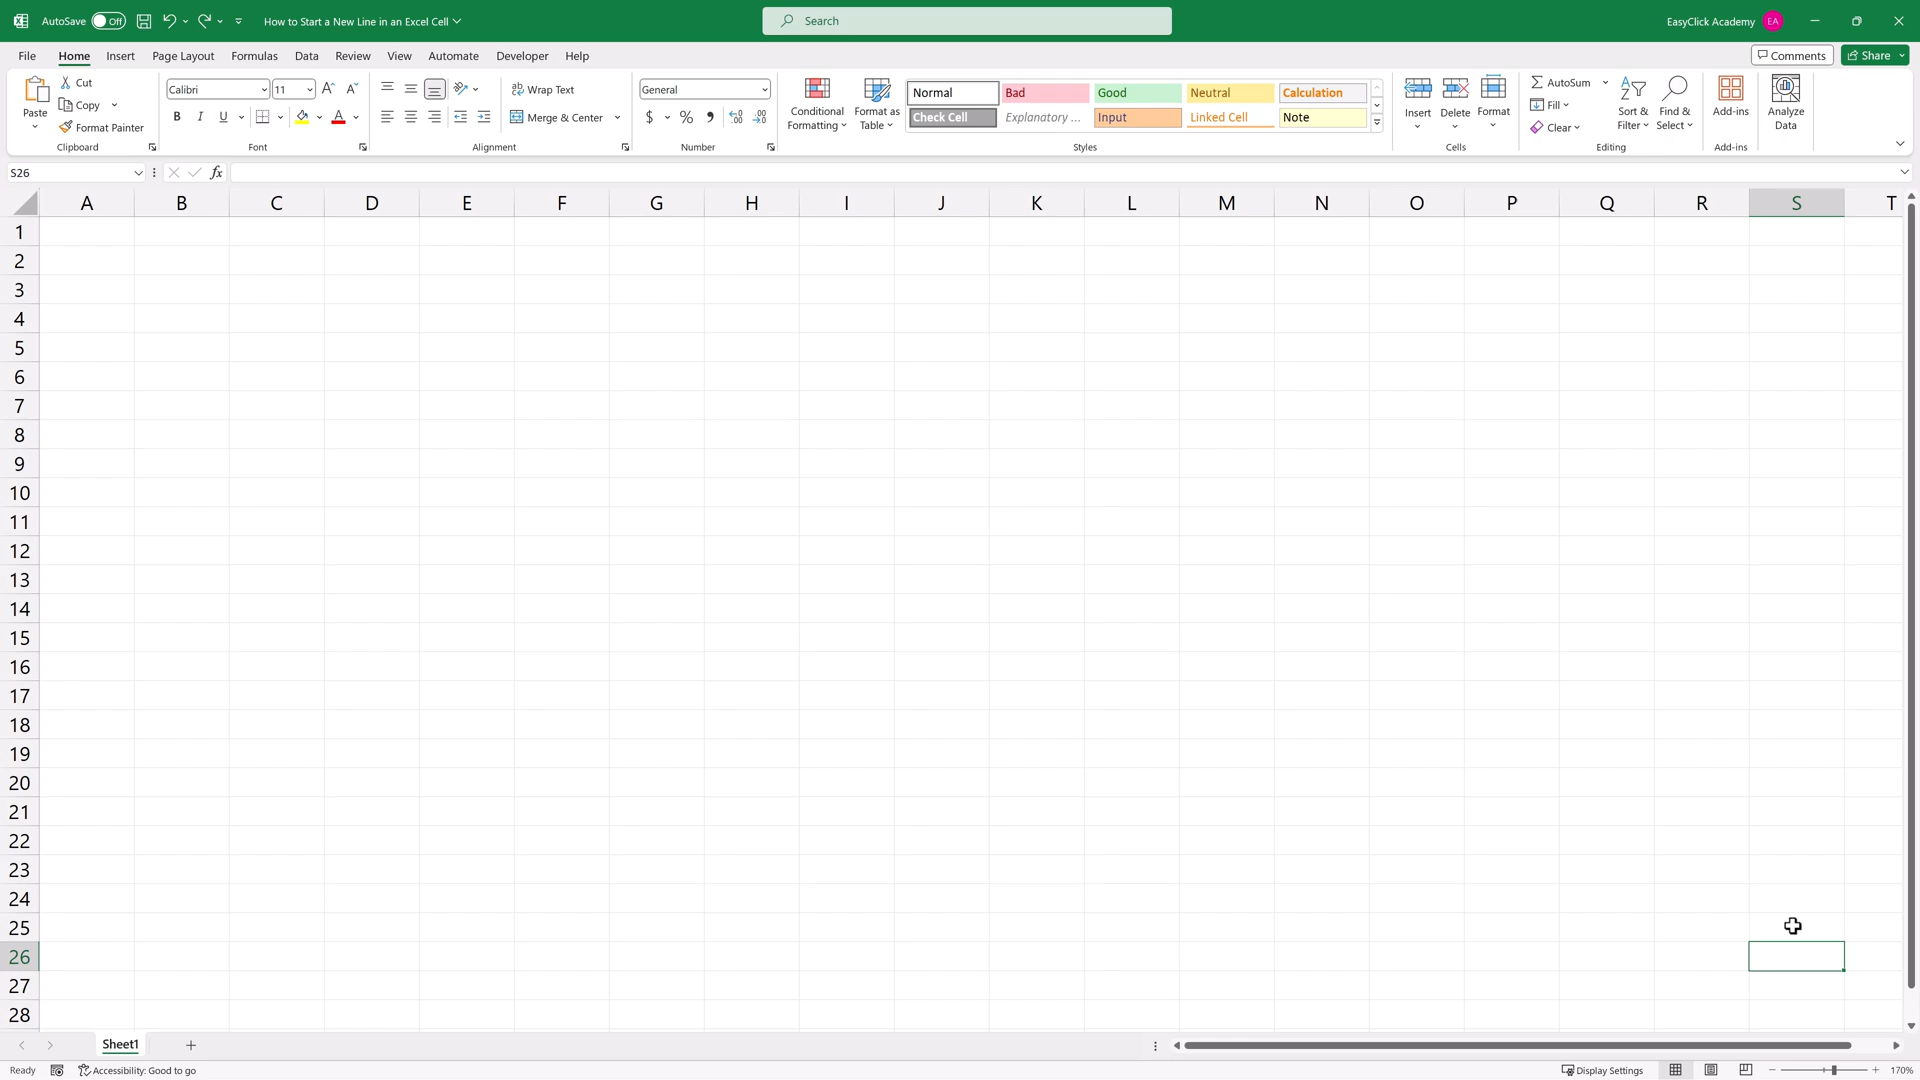 AutoSave Off How to Start a New Line in an Excel Cell Search EasyClick Academy EA
File Home Insert Page Layout Formulas Data Review View Automate Developer Help Comments Share
Paste
Cut
Copy
Format Painter
Clipboard
Calibri 11
B I U
Font
Wrap Text
Merge & Center
Alignment
General
$ % , .00
Number
Conditional
Formatting
Format as
Table
Normal Bad Good Neutral Calculation
Check Cell Explanatory ... Input Linked Cell Note
Styles
Insert Delete Format
Cells
AutoSum
Fill
Clear
Sort &
Filter
Find &
Select
Editing
Add-ins
Add-ins
Analyze
Data
S26 fx
A B C D E F G H I J K L M N O P Q R S T
1
2
3
4
5
6
7
8
9
10
11
12
13
14
15
16
17
18
19
20
21
22
23
24
25
26
27
28
Sheet1
Ready Accessibility: Good to go Display Settings 170%